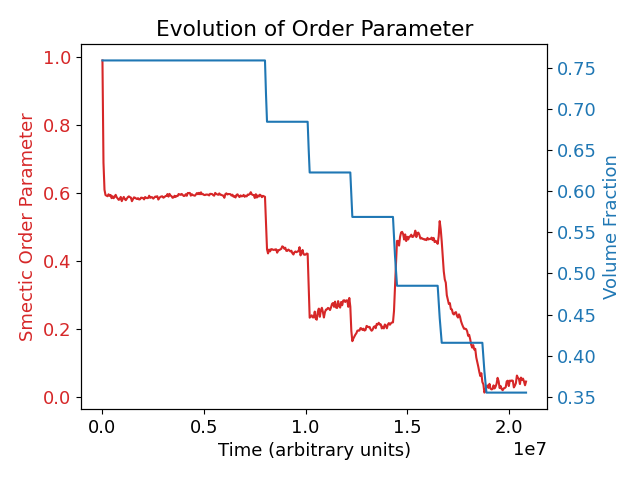 Evolution of Order Parameter
1.0
0.8
0.6
0.4
0.2
0.0
Smectic Order Parameter
0.75
0.70
0.65
0.60
0.55
0.50
0.45
0.40
0.35
Volume Fraction
0.0 0.5 1.0 1.5 2.0
1e7
Time (arbitrary units)